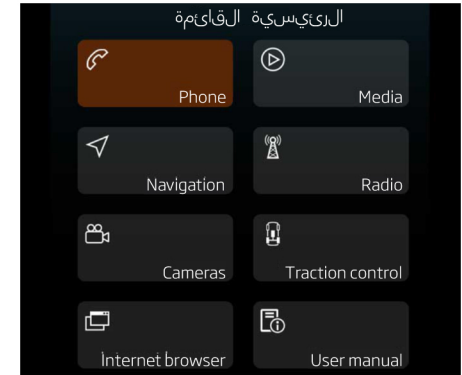 الرئيسية القائمة
Phone
Media
Navigation
Radio
Cameras
Traction control
Internet browser
User manual